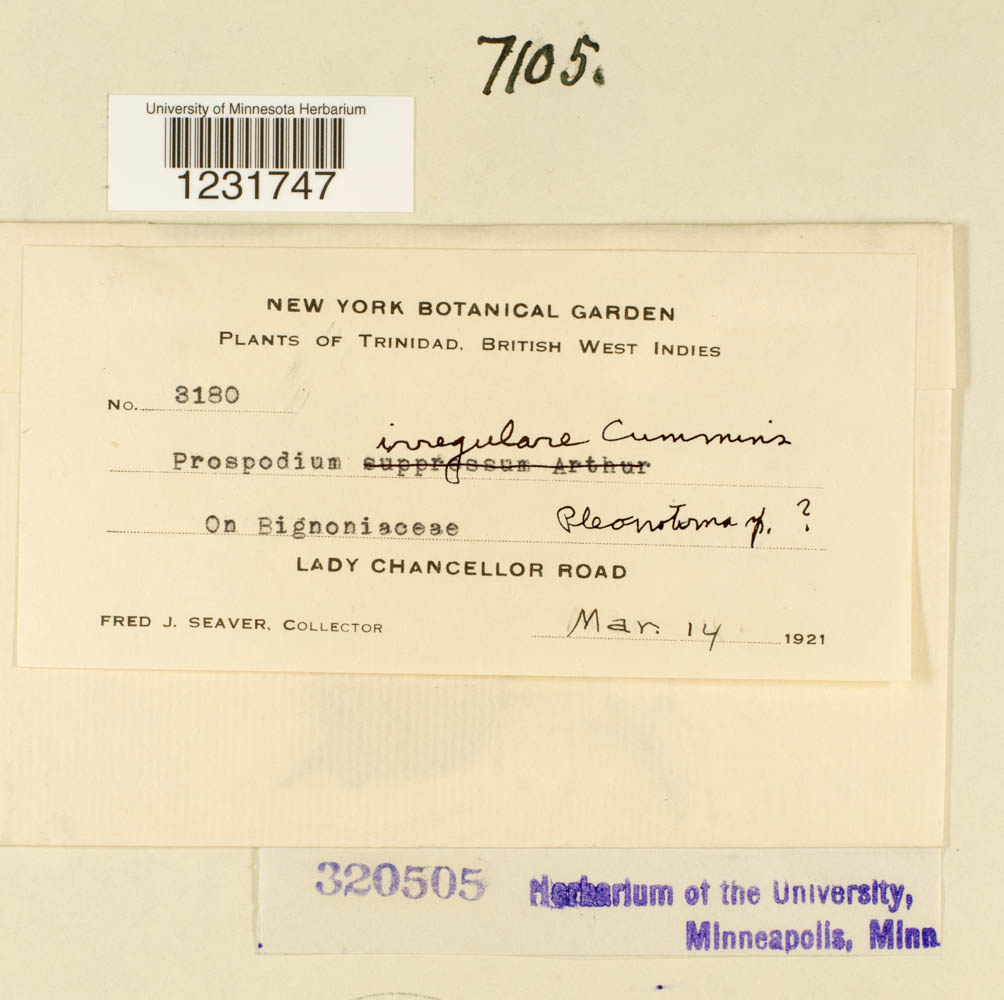 7105.
University of Minnesota Herbarium
1231747
NEW YORK BOTANICAL GARDEN
PLANTS OF TRINIDAD, BRITISH WEST INDIES
No. 3180
irregulare Cummins
Prospodium suppressum Arthur
On Bignoniaceae Pleonotoma sp. ?
LADY CHANCELLOR ROAD
FRED J. SEAVER, COLLECTOR Mar. 14 1921
320505 Herbarium of the University,
Minneapolis, Minn